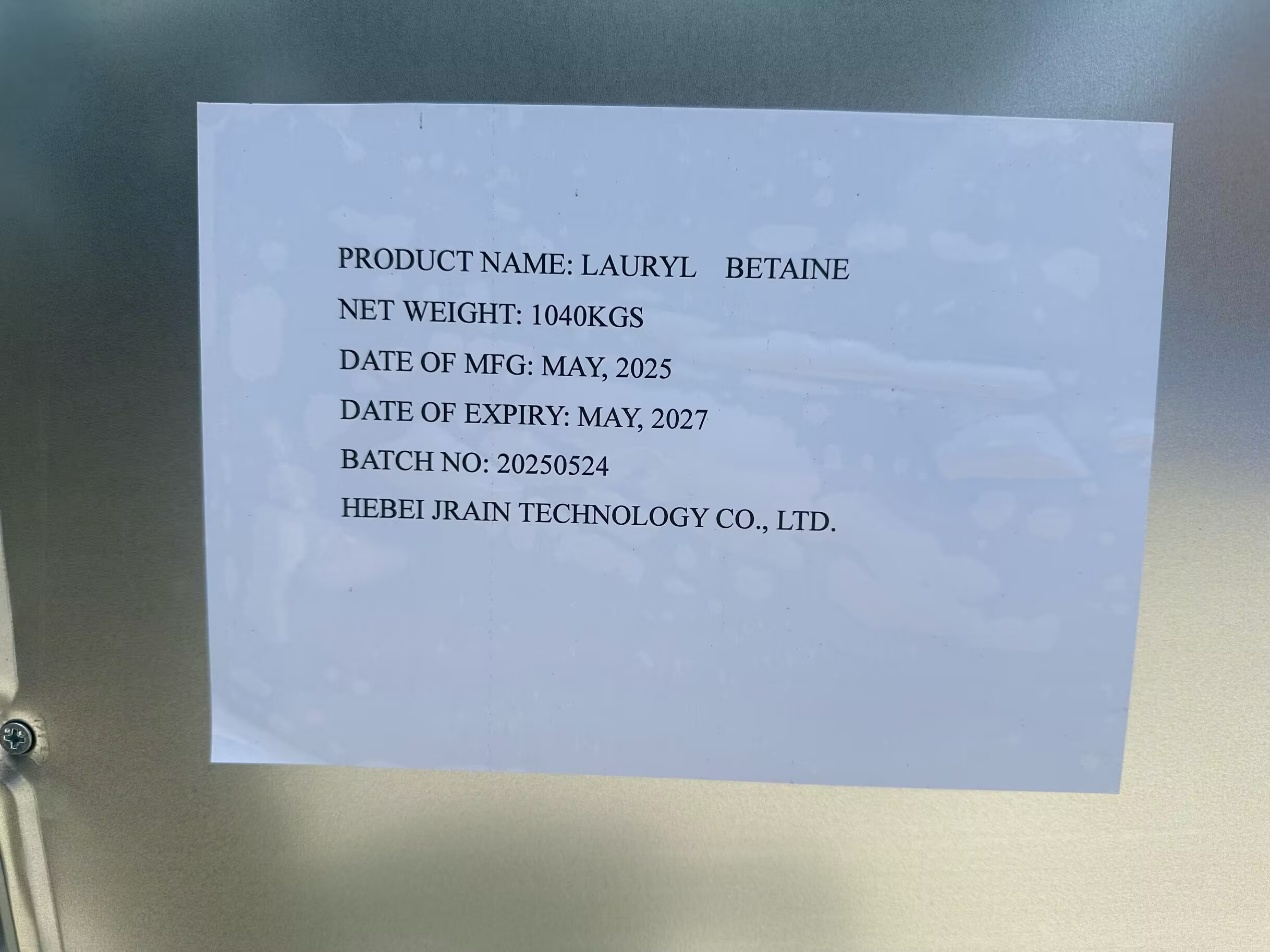 PRODUCT NAME: LAURYL BETAINE
NET WEIGHT: 1040KGS
DATE OF MFG: MAY, 2025
DATE OF EXPIRY: MAY, 2027
BATCH NO: 20250524
HEBEI JRAIN TECHNOLOGY CO., LTD.